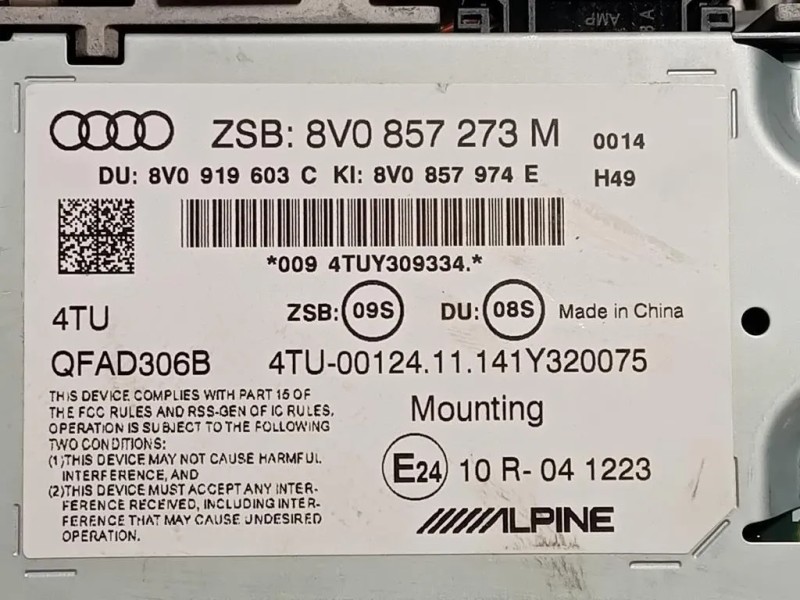 AMP
ZSB: 8V0 857 273 M 0014
DU: 8V0 919 603 C KI: 8V0 857 974 E H49
*009 4TUY309334.*
4TU ZSB: 09S DU: 08S Made in China
QFAD306B 4TU-00124.11.141Y320075
THIS DEVICE COMPLIES WITH PART 15 OF
THE FCC RULES AND RSS-GEN OF IC RULES.
OPERATION IS SUBJECT TO THE FOLLOWING
TWO CONDITIONS:
(1)THIS DEVICE MAY NOT CAUSE HARMFUL
INTERFERENCE, AND
(2)THIS DEVICE MUST ACCEPT ANY INTER-
FERENCE RECEIVED, INCLUDING INTER-
FERENCE THAT MAY CAUSE UNDESIRED
OPERATION.
Mounting
E24 10 R- 04 1223
ALPINE